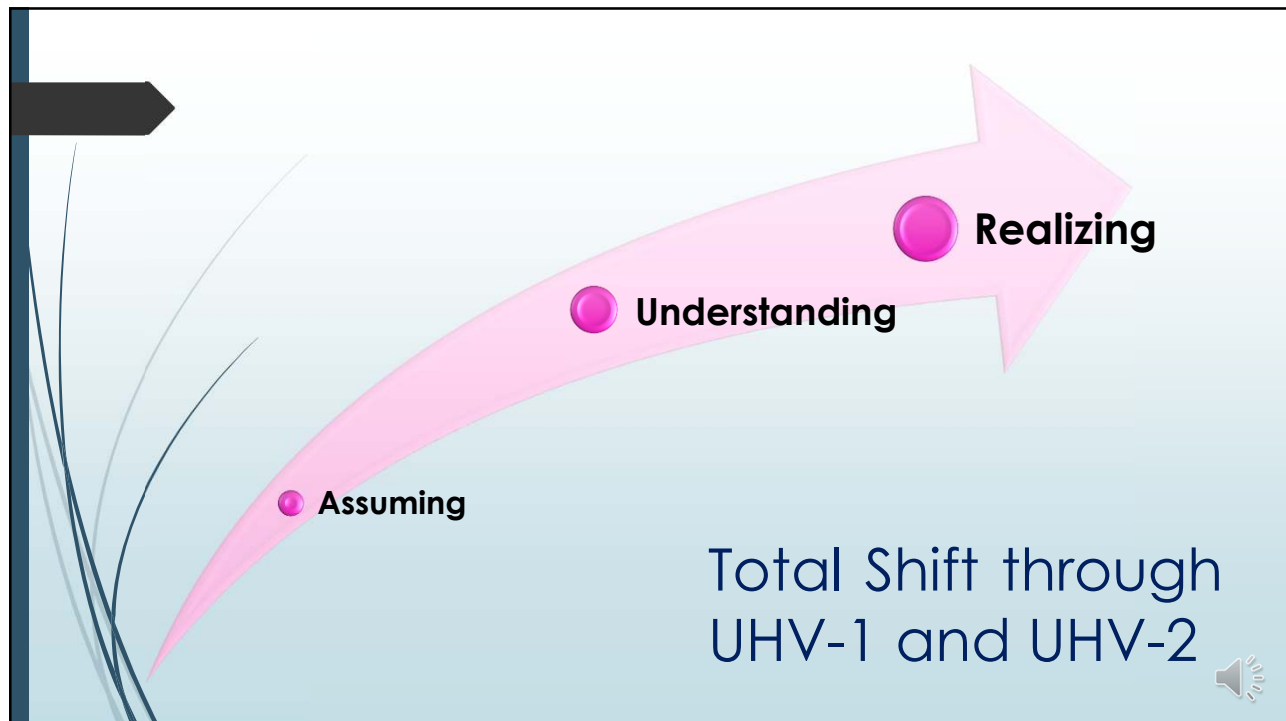 Realizing
Understanding
Assuming
Total Shift through
UHV-1 and UHV-2